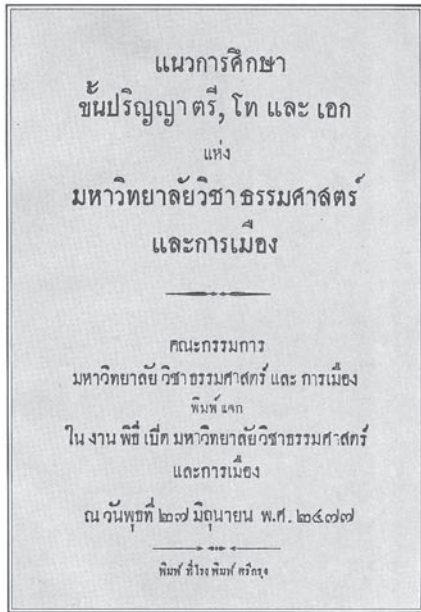 แนวการศึกษา
ขั้นปริญญาตรี, โท และ เอก
แห่ง
มหาวิทยาลัยวิชาธรรมศาสตร์
และการเมือง
คณะกรรมการ
มหาวิทยาลัยวิชาธรรมศาสตร์ และ การเมือง
พิมพ์ แจก
ใน งาน พิธี เปิด มหาวิทยาลัยวิชาธรรมศาสตร์
และการเมือง
ณ วันพุธที่ ๒๗ มิถุนายน พ.ศ. ๒๔๗๗
พิมพ์ ที่โรง พิมพ์ ศรีกรุง